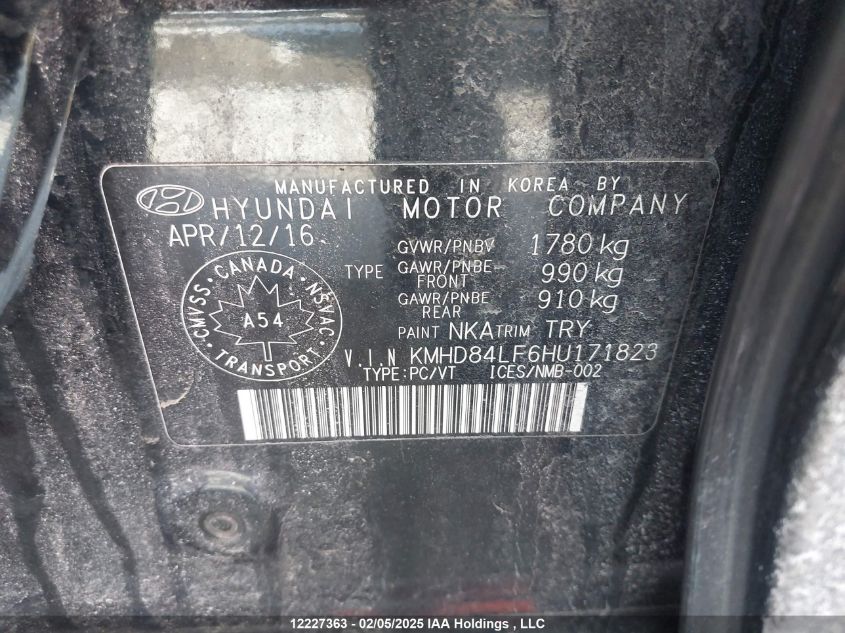 MANUFACTURED IN KOREA BY
HYUNDAI MOTOR COMPANY
APR/12/16
GVWR/PNBV 1780 kg
TYPE GAWR/PNBE FRONT 990 kg
GAWR/PNBE REAR 910 kg
PAINT NKA TRIM TRY
CANADA
CMVSS NSVAC
A54
TRANSPORT
V.I.N KMHD84LF6HU171823
TYPE:PC/VT ICES/NMB-002
12227363 - 02/05/2025 IAA Holdings , LLC